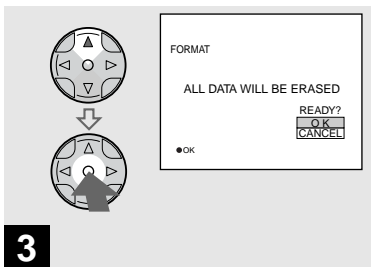 FORMAT
ALL DATA WILL BE ERASED
READY?
OK
CANCEL
●OK
3